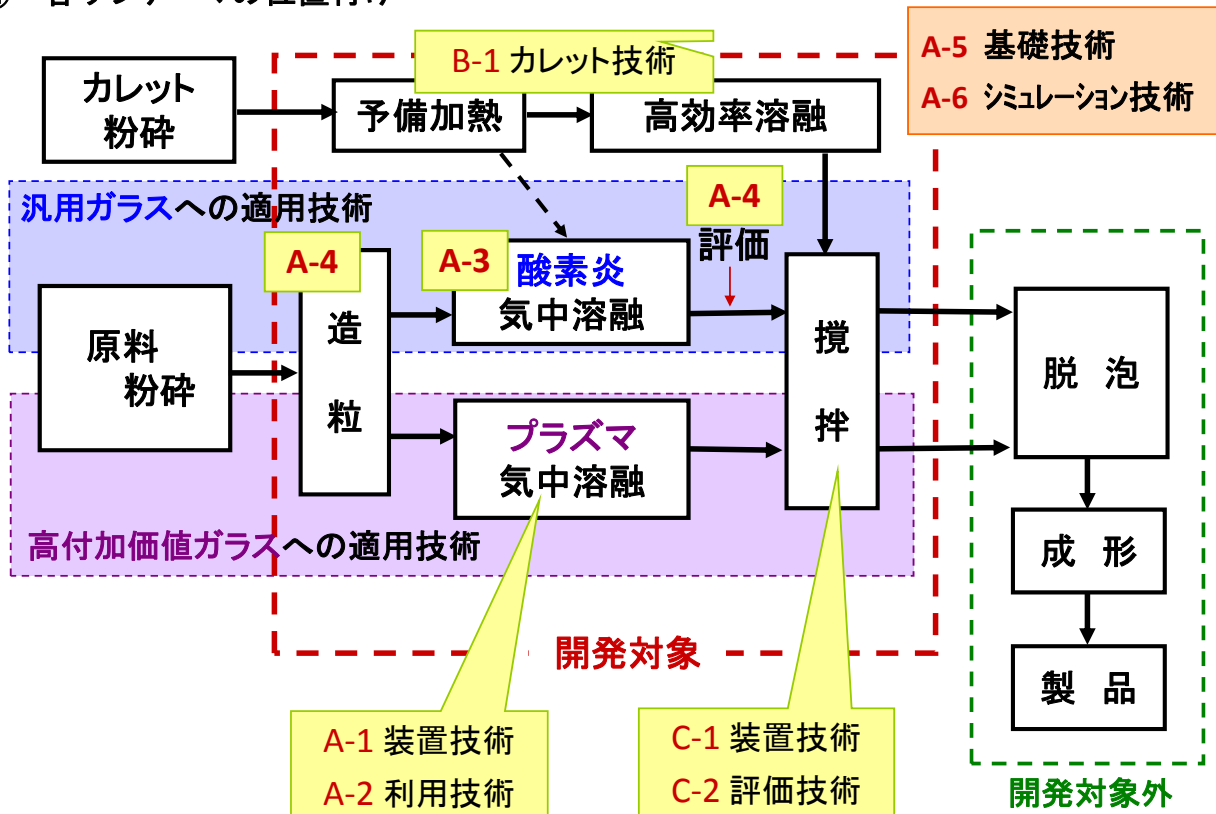 B-1 カレット技術
A-5 基礎技術
A-6 シミュレーション技術
カレット
粉砕
予備加熱
高効率溶融
汎用ガラスへの適用技術
A-4
A-3
酸素炎
気中溶融
A-4
評価
原料
粉砕
造
粒
プラズマ
気中溶融
撹
拌
脱 泡
高付加価値ガラスへの適用技術
成 形
開発対象
製 品
A-1 装置技術
A-2 利用技術
C-1 装置技術
C-2 評価技術
開発対象外